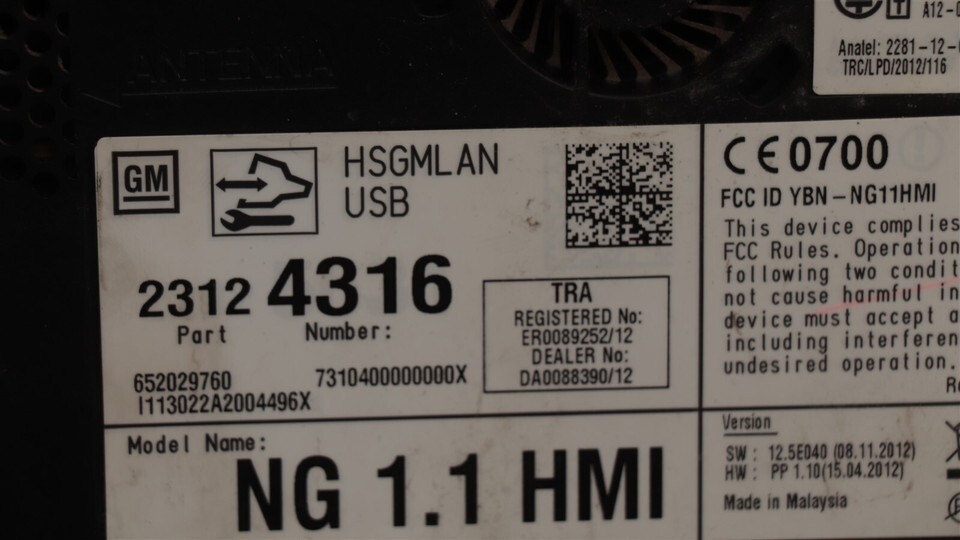 ANTENNA
A12-0
Anatel: 2281-12-
TRC/LPD/2012/116
GM
HSGMLAN
USB
2312 4316
Part Number:
652029760 7310400000000X
I113022A2004496X
TRA
REGISTERED No:
ER0089252/12
DEALER No:
DA0088390/12
Model Name:
NG 1.1 HMI
CE0700
FCC ID YBN-NG11HMI
This device complies
FCC Rules. Operation
following two condit
not cause harmful in
device must accept a
including interferen
undesired operation.
Version
SW : 12.5E040 (08.11.2012)
HW : PP 1.10(15.04.2012)
Made in Malaysia